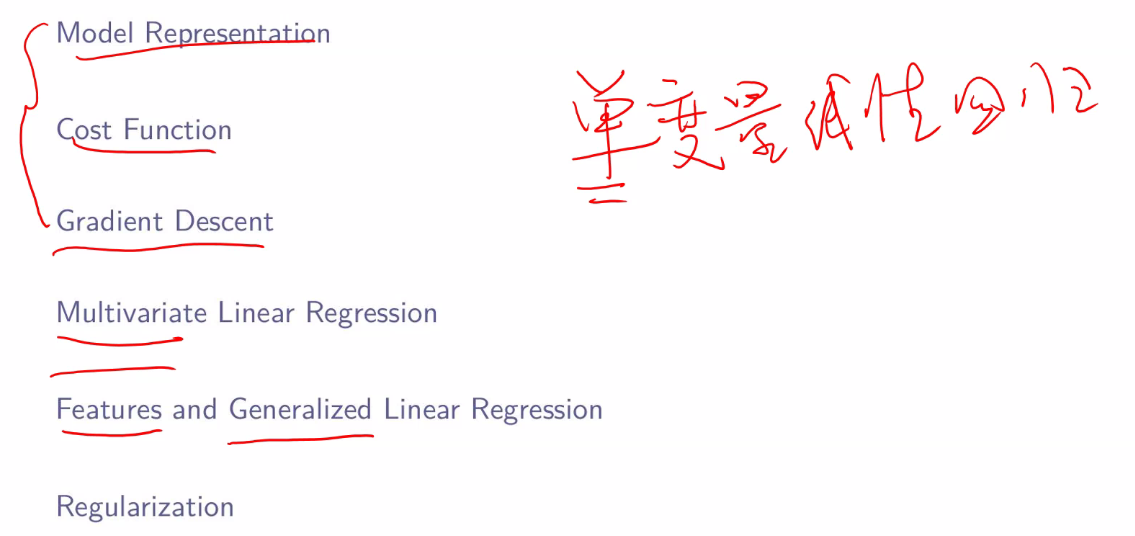 Model Representation
单变量线性回归
Cost Function
Gradient Descent
Multivariate Linear Regression
Features and Generalized Linear Regression
Regularization